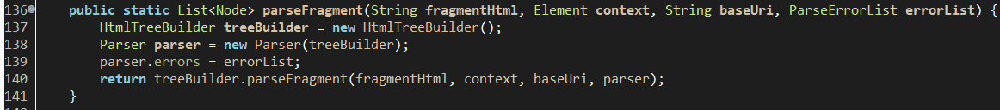 136 public static List<Node> parseFragment(String fragmentHtml, Element context, String baseUri, ParseErrorList errorList) {
137 HtmlTreeBuilder treeBuilder = new HtmlTreeBuilder();
138 Parser parser = new Parser(treeBuilder);
139 parser.errors = errorList;
140 return treeBuilder.parseFragment(fragmentHtml, context, baseUri, parser);
141 }